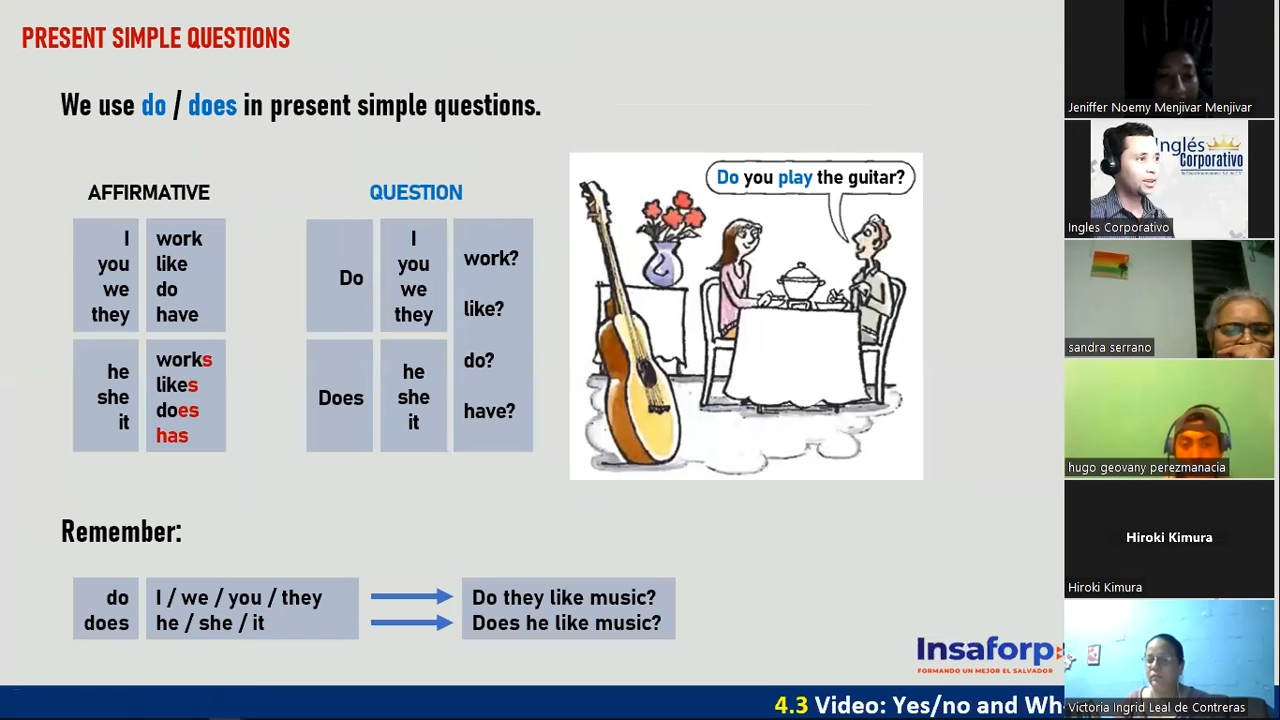 PRESENT SIMPLE QUESTIONS
We use do / does in present simple questions.
AFFIRMATIVE
I
you
we
they
work
like
do
have
he
she
it
works
likes
does
has
QUESTION
Do
I
you
we
they
Does
he
she
it
work?
like?
do?
have?
Do you play the guitar?
Remember:
do
does
I / we / you / they
he / she / it
Do they like music?
Does he like music?
Insaforp
FORMANDO UN MEJOR EL SALVADOR
4.3 Video: Yes/no and Wh
Jeniffer Noemy Menjivar Menjivar
Inglés
Corporativo
Ingles Corporativo
sandra serrano
hugo geovany perezmanacia
Hiroki Kimura
Hiroki Kimura
Victoria Ingrid Leal de Contreras